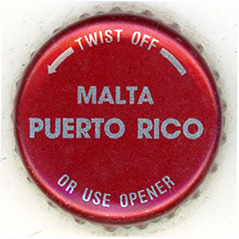 TWIST OFF
MALTA
PUERTO RICO
OR USE OPENER